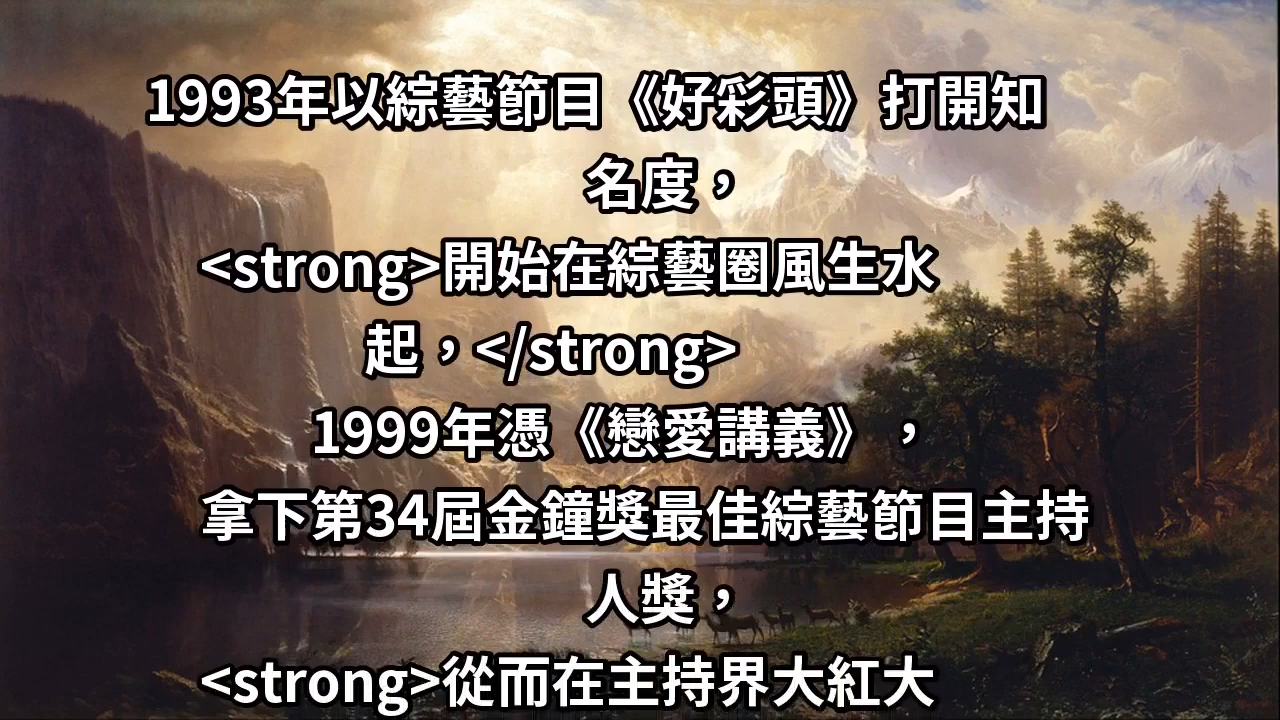 1993年以綜藝節目《好彩頭》打開知
名度，
<strong>開始在綜藝圈風生水
起，</strong>
1999年憑《戀愛講義》，
拿下第34屆金鐘獎最佳綜藝節目主持
人獎，
<strong>從而在主持界大紅大